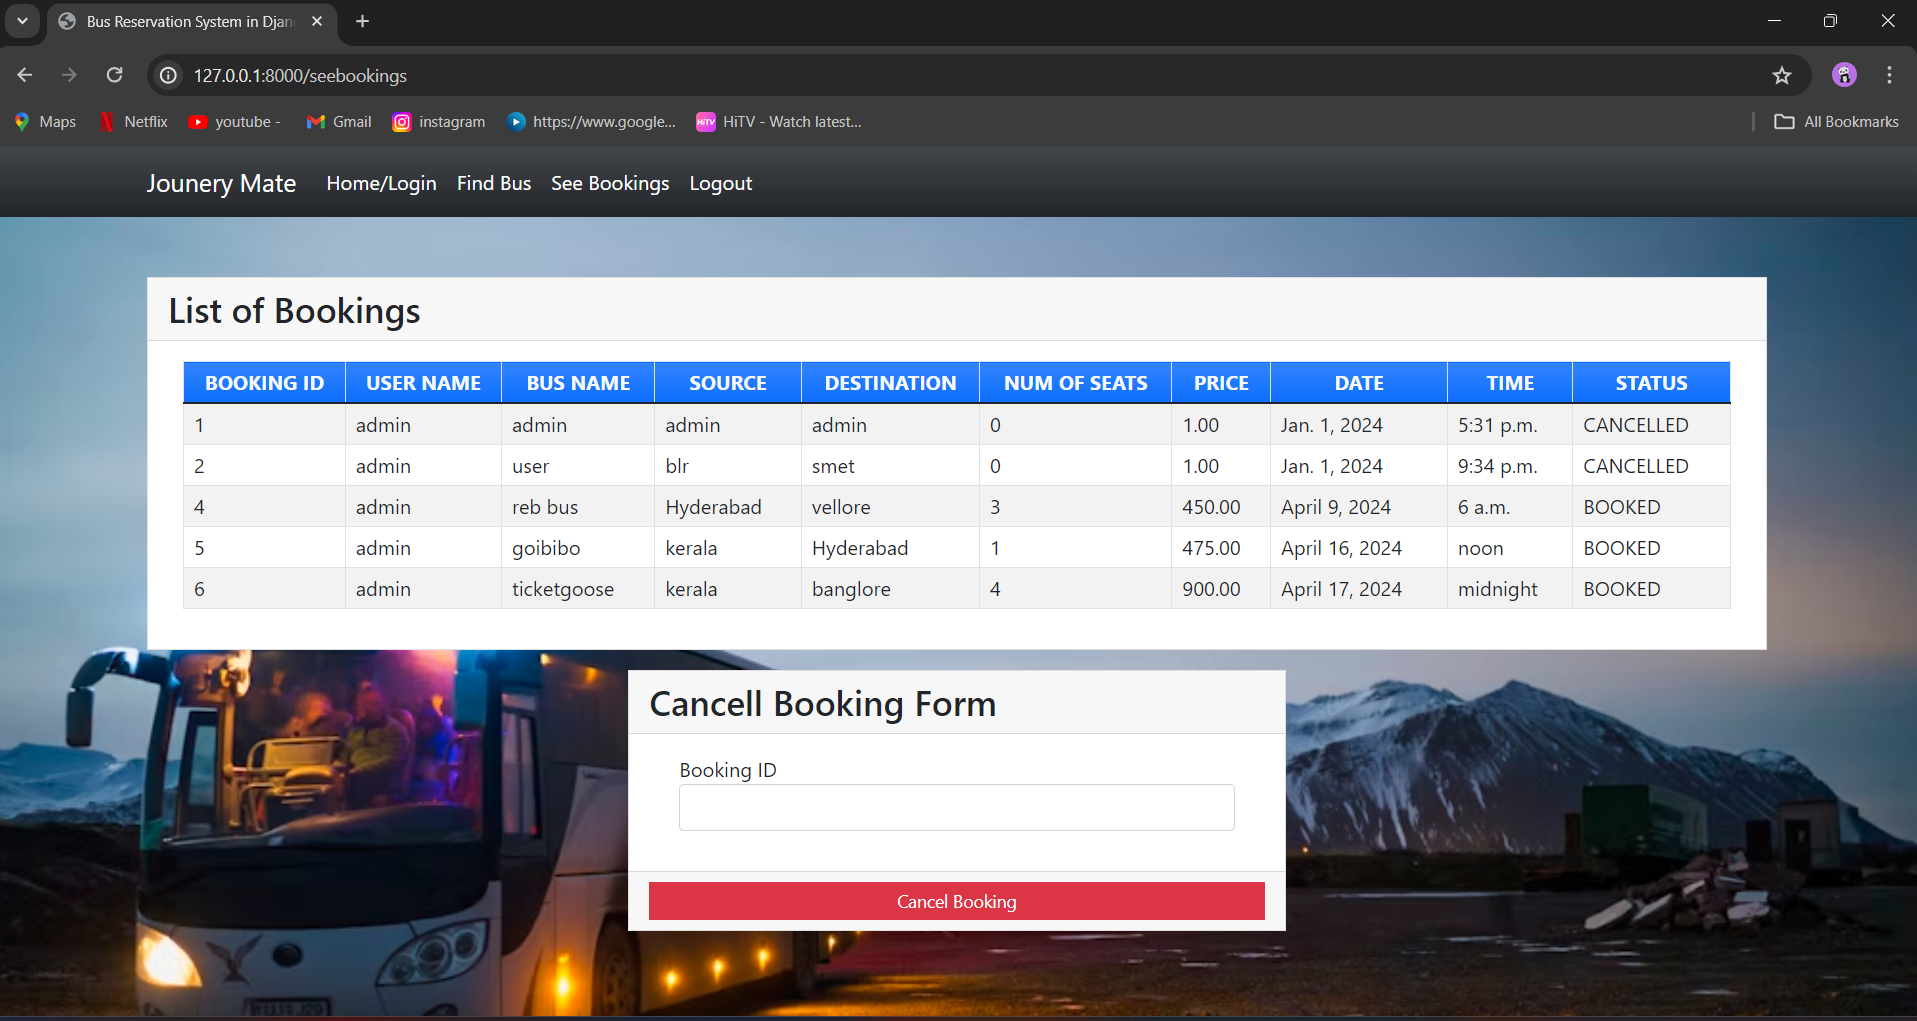 Bus Reservation System in Djan
127.0.0.1:8000/seebookings
Maps Netflix youtube - Gmail instagram https://www.google... HiTV - Watch latest... All Bookmarks
Jounery Mate Home/Login Find Bus See Bookings Logout
List of Bookings
BOOKING ID USER NAME BUS NAME SOURCE DESTINATION NUM OF SEATS PRICE DATE TIME STATUS
1 admin admin admin admin 0 1.00 Jan. 1, 2024 5:31 p.m. CANCELLED
2 admin user blr smet 0 1.00 Jan. 1, 2024 9:34 p.m. CANCELLED
4 admin reb bus Hyderabad vellore 3 450.00 April 9, 2024 6 a.m. BOOKED
5 admin goibibo kerala Hyderabad 1 475.00 April 16, 2024 noon BOOKED
6 admin ticketgoose kerala banglore 4 900.00 April 17, 2024 midnight BOOKED
Cancell Booking Form
Booking ID
Cancel Booking